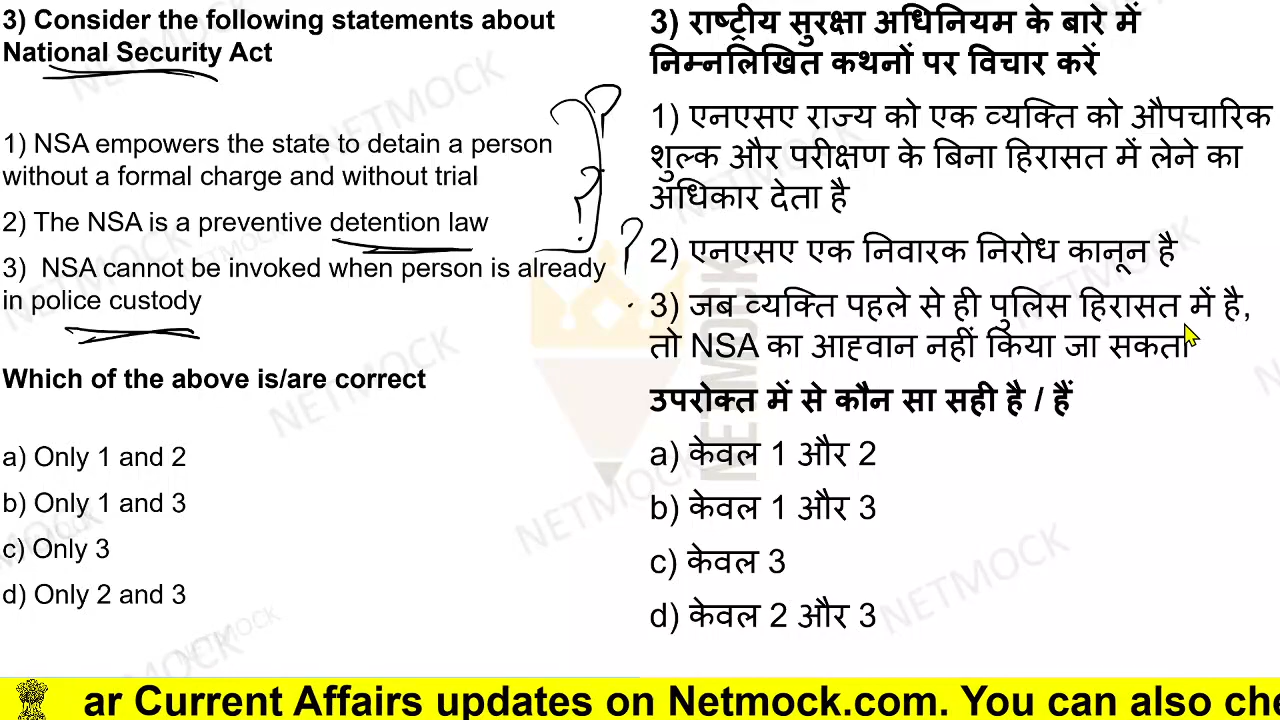 3) Consider the following statements about
National Security Act
1) NSA empowers the state to detain a person
without a formal charge and without trial
2) The NSA is a preventive detention law
3) NSA cannot be invoked when person is already
in police custody
Which of the above is/are correct
a) Only 1 and 2
b) Only 1 and 3
c) Only 3
d) Only 2 and 3
3) राष्ट्रीय सुरक्षा अधिनियम के बारे में
निम्नलिखित कथनों पर विचार करें
1) एनएसए राज्य को एक व्यक्ति को औपचारिक
शुल्क और परीक्षण के बिना हिरासत में लेने का
अधिकार देता है
2) एनएसए एक निवारक निरोध कानून है
3) जब व्यक्ति पहले से ही पुलिस हिरासत में है,
तो NSA का आह्वान नहीं किया जा सकता
उपरोक्त में से कौन सा सही है / हैं
a) केवल 1 और 2
b) केवल 1 और 3
c) केवल 3
d) केवल 2 और 3
NETMOCK
ar Current Affairs updates on Netmock.com. You can also che